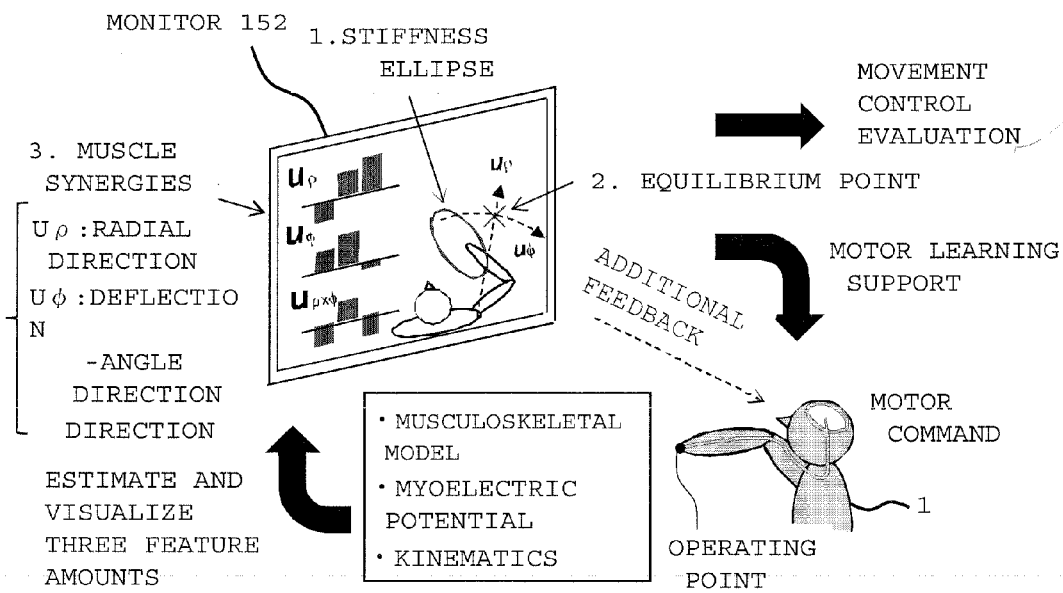 MONITOR 152
1.STIFFNESS
ELLIPSE
MOVEMENT
CONTROL
EVALUATION
3. MUSCLE
SYNERGIES
Uρ
uρ
2. EQUILIBRIUM POINT
Uρ:RADIAL
DIRECTION
Uφ
uφ
MOTOR LEARNING
SUPPORT
Uφ:DEFLECTIO
N
Uρ×φ
ADDITIONAL
FEEDBACK
-ANGLE
DIRECTION
DIRECTION
・MUSCULOSKELETAL
MODEL
・MYOELECTRIC
POTENTIAL
・KINEMATICS
MOTOR
COMMAND
ESTIMATE AND
VISUALIZE
THREE FEATURE
AMOUNTS
1
OPERATING
POINT